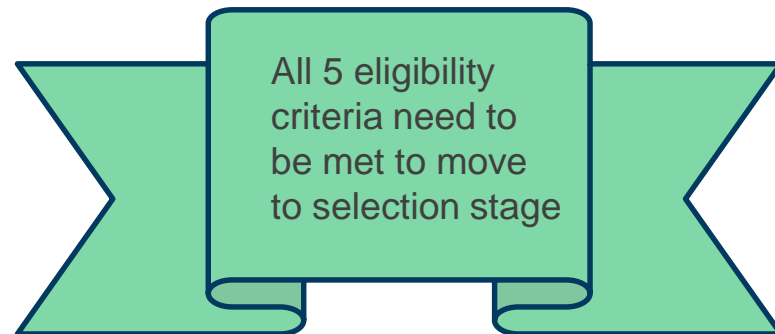 All 5 eligibility
criteria need to
be met to move
to selection stage